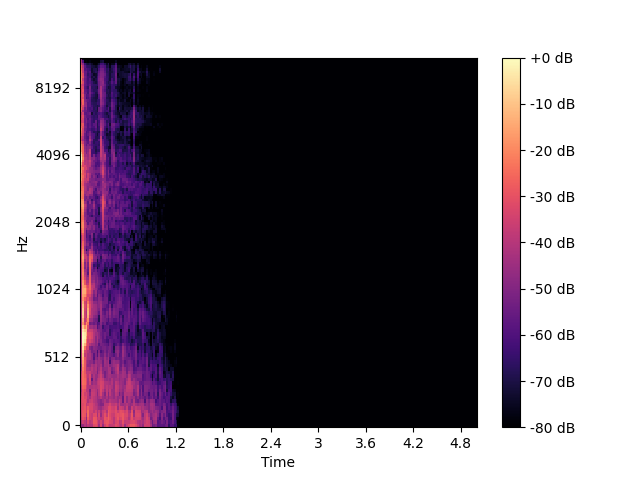 8192
4096
2048
1024
512
0
Hz
0 0.6 1.2 1.8 2.4 3 3.6 4.2 4.8
Time
+0 dB
-10 dB
-20 dB
-30 dB
-40 dB
-50 dB
-60 dB
-70 dB
-80 dB